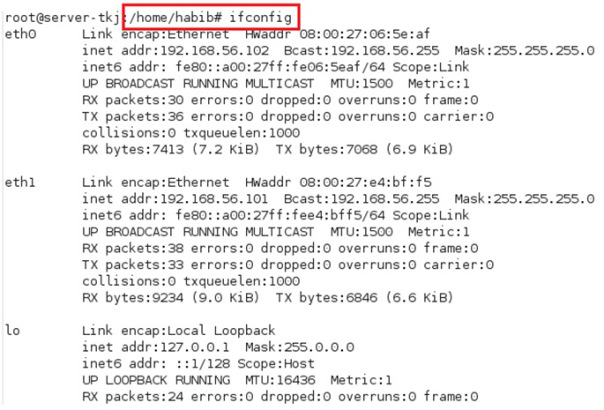 root@server-tkj:/home/habib# ifconfig
eth0 Link encap:Ethernet HWaddr 08:00:27:06:5e:af
inet addr:192.168.56.102 Bcast:192.168.56.255 Mask:255.255.255.0
inet6 addr: fe80::a00:27ff:fe06:5eaf/64 Scope:Link
UP BROADCAST RUNNING MULTICAST MTU:1500 Metric:1
RX packets:30 errors:0 dropped:0 overruns:0 frame:0
TX packets:36 errors:0 dropped:0 overruns:0 carrier:0
collisions:0 txqueuelen:1000
RX bytes:7413 (7.2 KiB) TX bytes:7068 (6.9 KiB)
eth1 Link encap:Ethernet HWaddr 08:00:27:e4:bf:f5
inet addr:192.168.56.101 Bcast:192.168.56.255 Mask:255.255.255.0
inet6 addr: fe80::a00:27ff:fee4:bff5/64 Scope:Link
UP BROADCAST RUNNING MULTICAST MTU:1500 Metric:1
RX packets:38 errors:0 dropped:0 overruns:0 frame:0
TX packets:33 errors:0 dropped:0 overruns:0 carrier:0
collisions:0 txqueuelen:1000
RX bytes:9234 (9.0 KiB) TX bytes:6846 (6.6 KiB)
lo Link encap:Local Loopback
inet addr:127.0.0.1 Mask:255.0.0.0
inet6 addr: ::1/128 Scope:Host
UP LOOPBACK RUNNING MTU:16436 Metric:1
RX packets:24 errors:0 dropped:0 overruns:0 frame:0